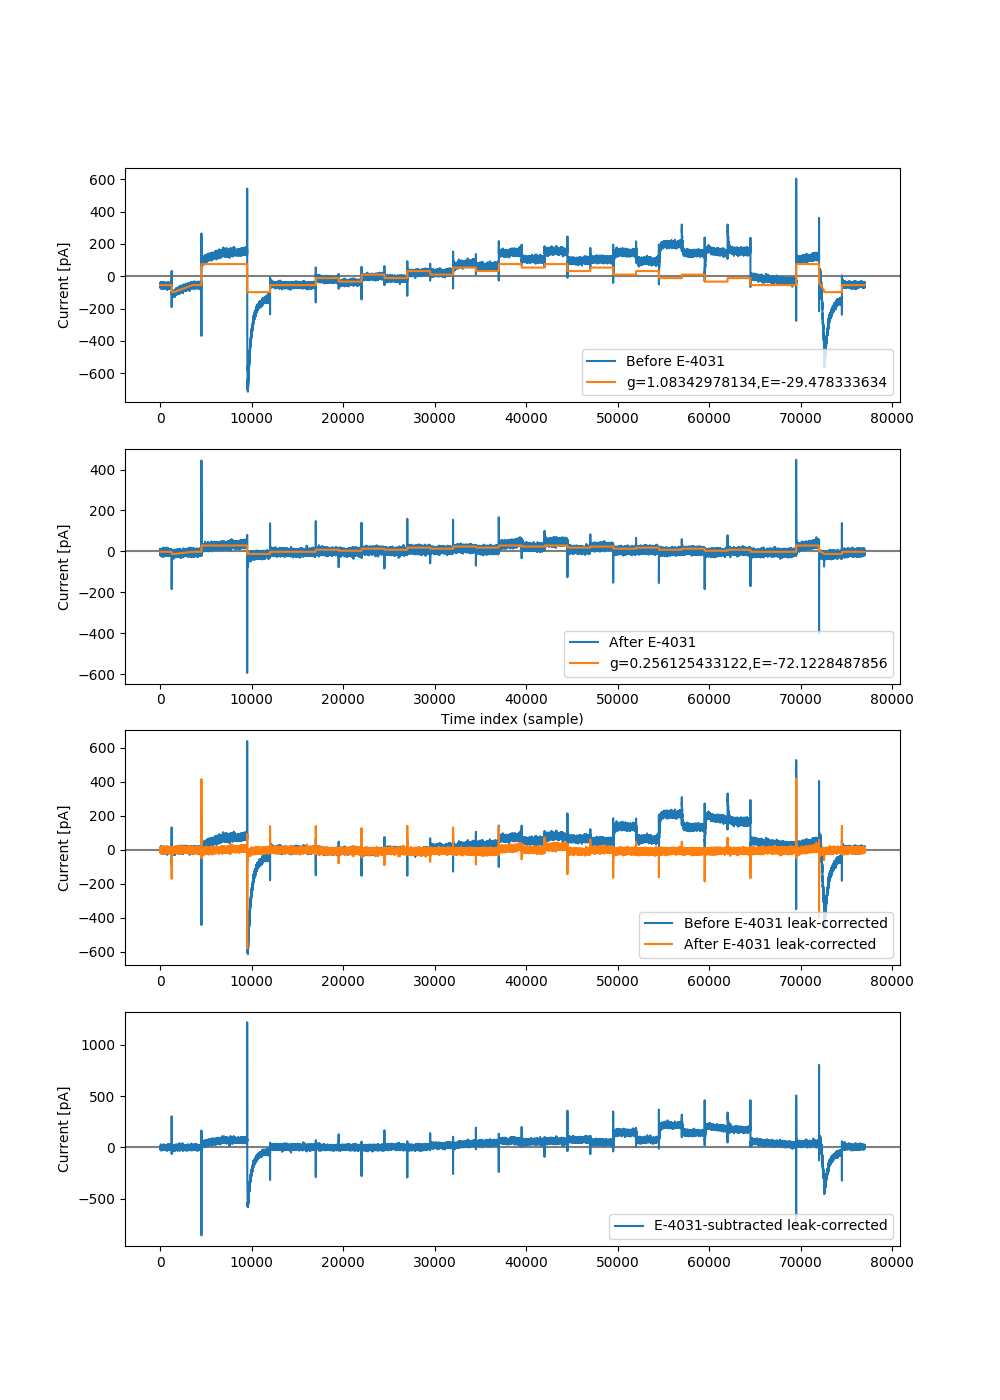 600
400
200
0
−200
−400
−600
Current [pA]
Before E-4031
g=1.08342978134,E=-29.478333634
0 10000 20000 30000 40000 50000 60000 70000 80000
400
200
0
−200
−400
−600
Current [pA]
After E-4031
g=0.256125433122,E=-72.1228487856
0 10000 20000 30000 40000 50000 60000 70000 80000
Time index (sample)
600
400
200
0
−200
−400
−600
Current [pA]
Before E-4031 leak-corrected
After E-4031 leak-corrected
0 10000 20000 30000 40000 50000 60000 70000 80000
1000
500
0
−500
Current [pA]
E-4031-subtracted leak-corrected
0 10000 20000 30000 40000 50000 60000 70000 80000